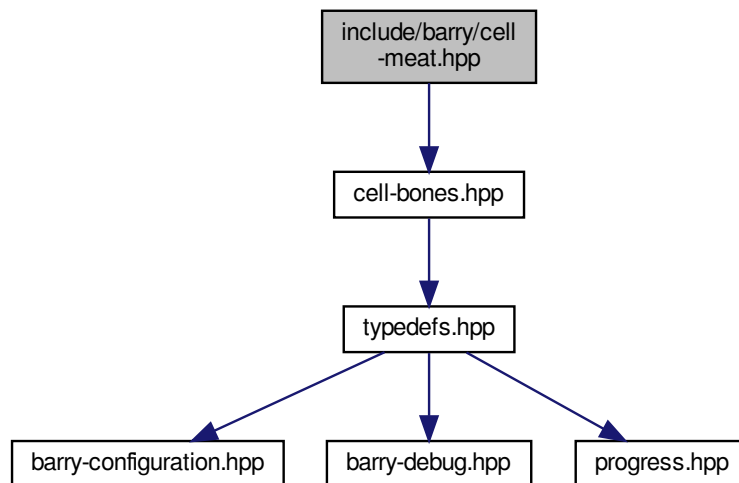 include/barry/cell
-meat.hpp
cell-bones.hpp
typedefs.hpp
barry-configuration.hpp
barry-debug.hpp
progress.hpp